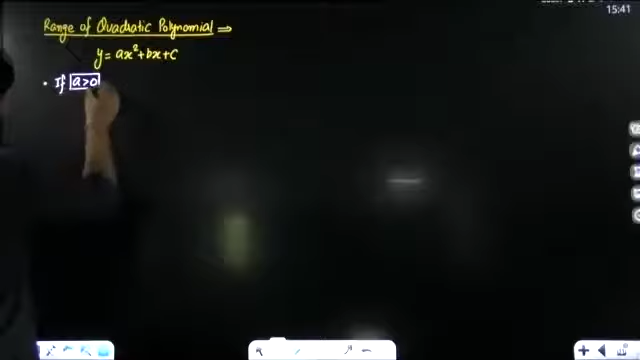 15:41
Range of Quadratic Polynomial ⇒
y = ax²+bx+c
• If a>0